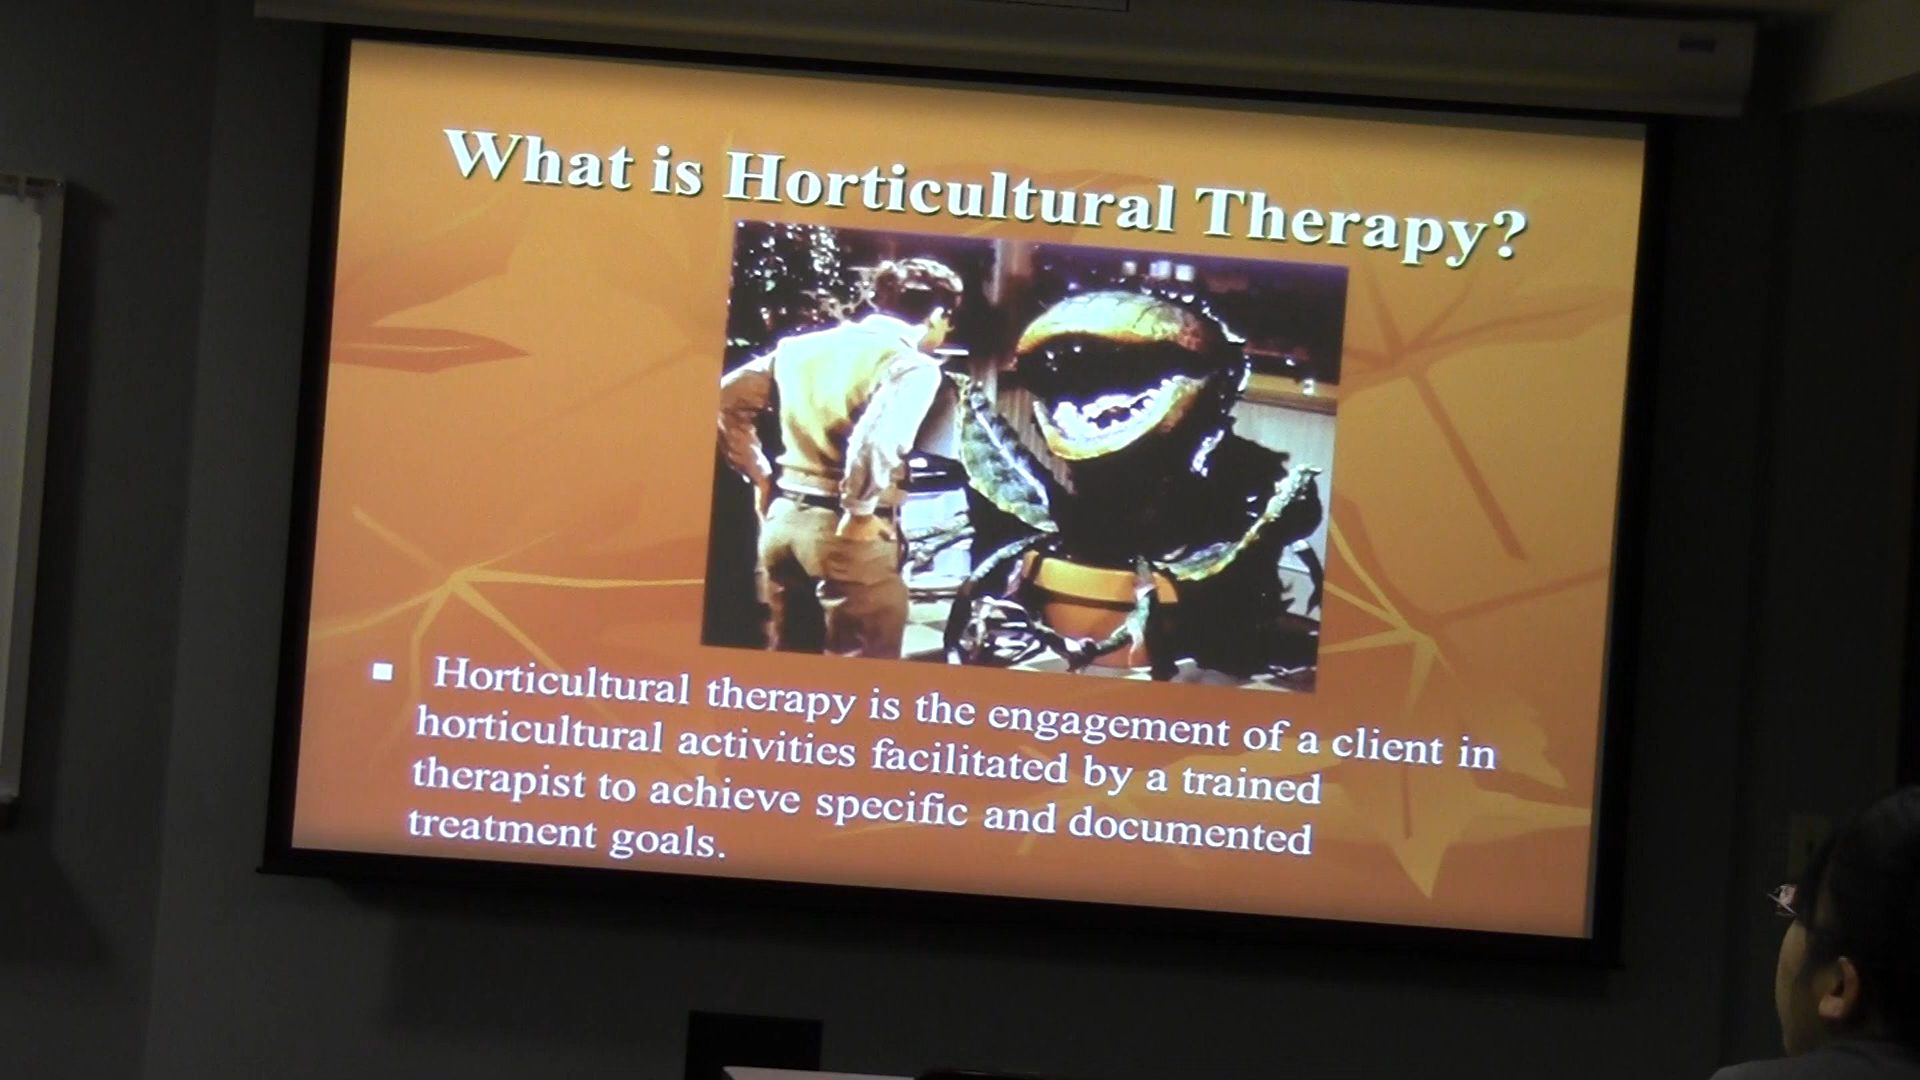 What is Horticultural Therapy?
Horticultural therapy is the engagement of a client in
horticultural activities facilitated by a trained
therapist to achieve specific and documented
treatment goals.